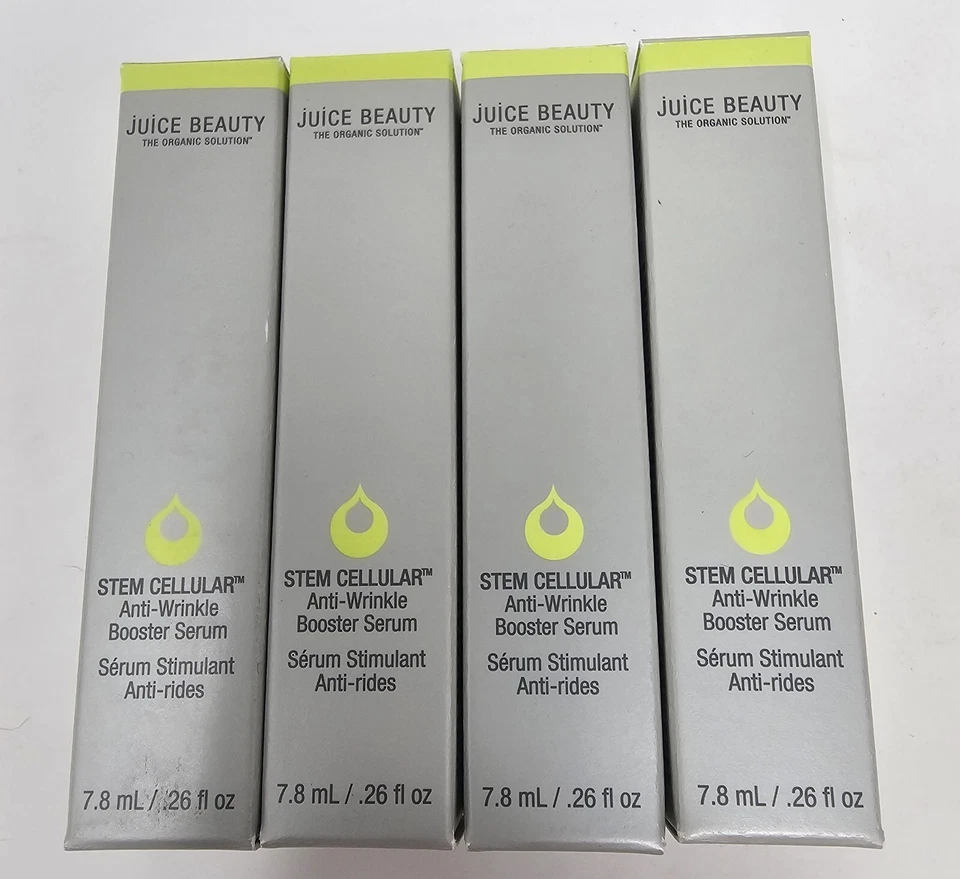 JUICE BEAUTY
THE ORGANIC SOLUTION™
STEM CELLULAR™
Anti-Wrinkle
Booster Serum
Sérum Stimulant
Anti-rides
7.8 mL / .26 fl oz
JUICE BEAUTY
THE ORGANIC SOLUTION™
STEM CELLULAR™
Anti-Wrinkle
Booster Serum
Sérum Stimulant
Anti-rides
7.8 mL / .26 fl oz
JUICE BEAUTY
THE ORGANIC SOLUTION™
STEM CELLULAR™
Anti-Wrinkle
Booster Serum
Sérum Stimulant
Anti-rides
7.8 mL / .26 fl oz
JUICE BEAUTY
THE ORGANIC SOLUTION™
STEM CELLULAR™
Anti-Wrinkle
Booster Serum
Sérum Stimulant
Anti-rides
7.8 mL / .26 fl oz